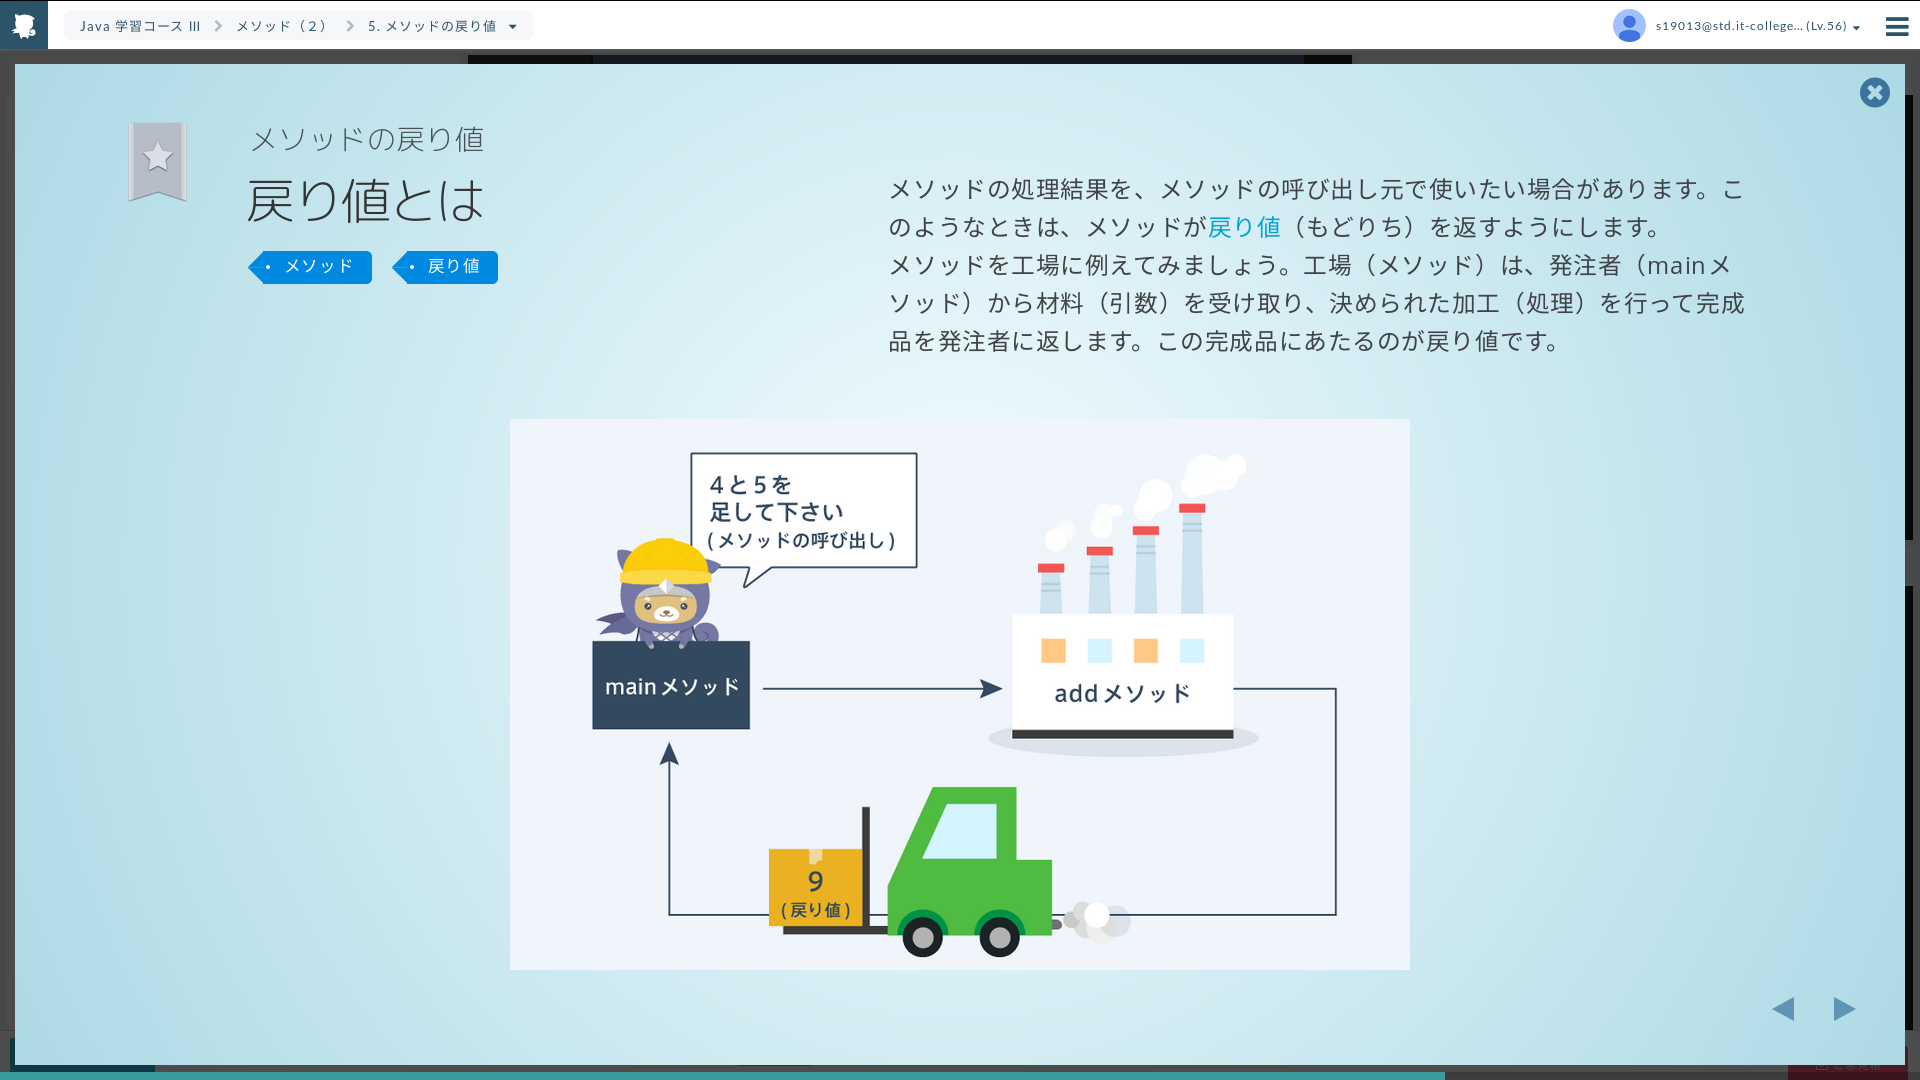 Java 学習コース III
メソッド（２）
5. メソッドの戻り値
s19013@std.it-college... (Lv.56)
メソッドの戻り値
戻り値とは
メソッド
戻り値
メソッドの処理結果を、メソッドの呼び出し元で使いたい場合があります。こ
のようなときは、メソッドが戻り値（もどりち）を返すようにします。
メソッドを工場に例えてみましょう。工場（メソッド）は、発注者（mainメ
ソッド）から材料（引数）を受け取り、決められた加工（処理）を行って完成
品を発注者に返します。この完成品にあたるのが戻り値です。
4と5を
足して下さい
(メソッドの呼び出し)
mainメソッド
addメソッド
9
(戻り値)